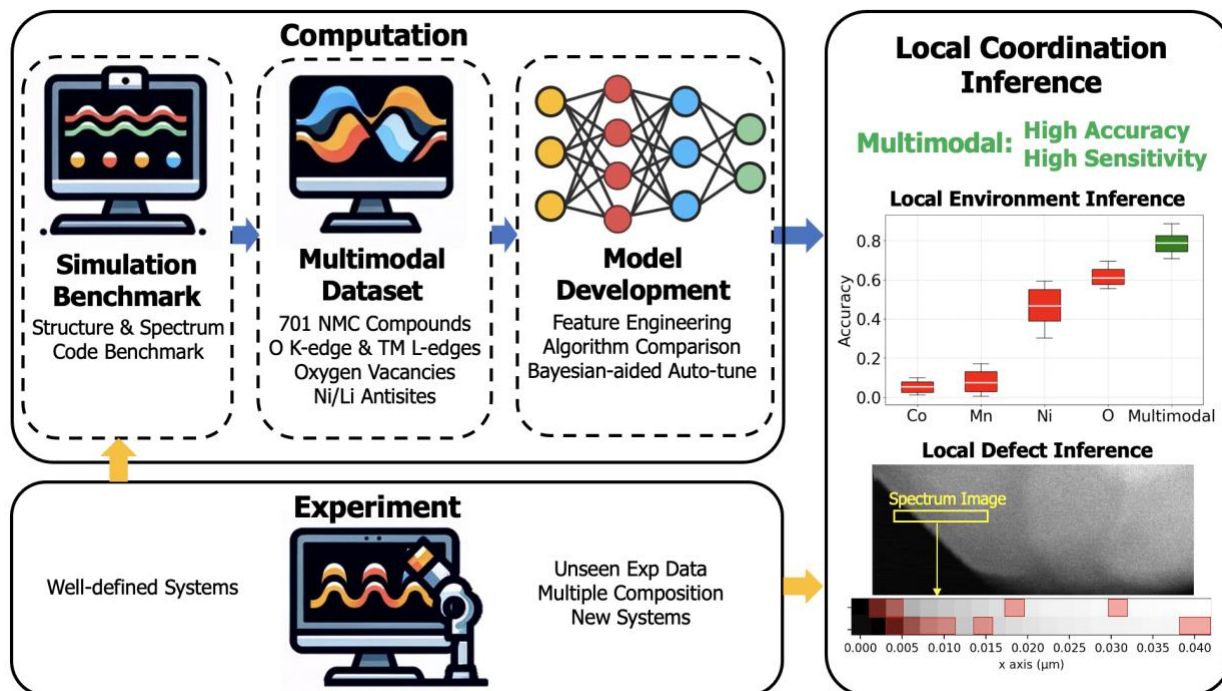 Computation
Simulation
Benchmark
Structure & Spectrum
Code Benchmark
Multimodal
Dataset
701 NMC Compounds
O K-edge & TM L-edges
Oxygen Vacancies
Ni/Li Antisites
Model
Development
Feature Engineering
Algorithm Comparison
Bayesian-aided Auto-tune
Experiment
Well-defined Systems
Unseen Exp Data
Multiple Composition
New Systems
Local Coordination
Inference
Multimodal: High Accuracy
High Sensitivity
Local Environment Inference
Accuracy
0.8
0.6
0.4
0.2
0.0
Co Mn Ni O Multimodal
Local Defect Inference
Spectrum Image
0.000 0.005 0.010 0.015 0.020 0.025 0.030 0.035 0.040
x axis (μm)